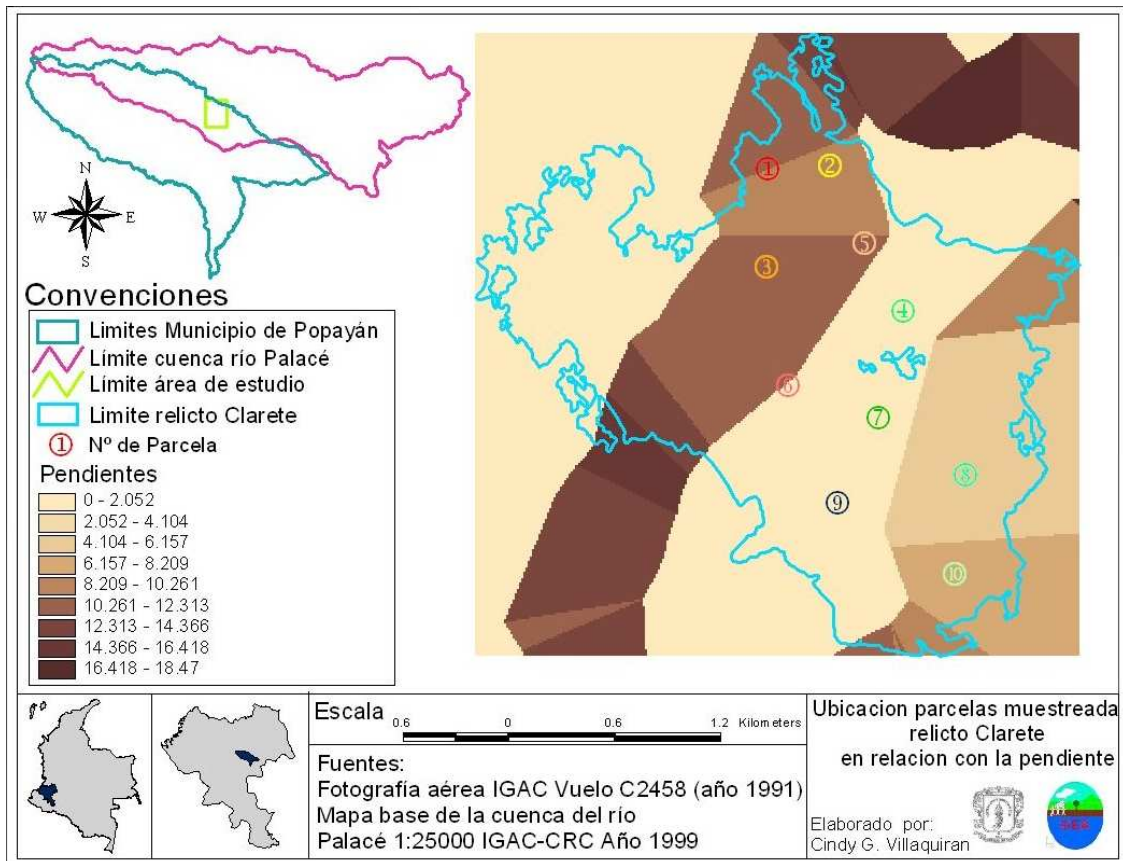 N
W
E
S
Convenciones
Limites Municipio de Popayán
Límite cuenca río Palacé
Límite área de estudio
Limite relicto Clarete
1 Nº de Parcela
Pendientes
0 - 2.052
2.052 - 4.104
4.104 - 6.157
6.157 - 8.209
8.209 - 10.261
10.261 - 12.313
12.313 - 14.366
14.366 - 16.418
16.418 - 18.47
1
2
5
3
4
6
7
8
9
10
Escala
0.6 0 0.6 1.2 Kilometers
Fuentes:
Fotografía aérea IGAC Vuelo C2458 (año 1991)
Mapa base de la cuenca del río
Palacé 1:25000 IGAC-CRC Año 1999
Ubicacion parcelas muestreada
relicto Clarete
en relacion con la pendiente
Elaborado por:
Cindy G. Villaquiran